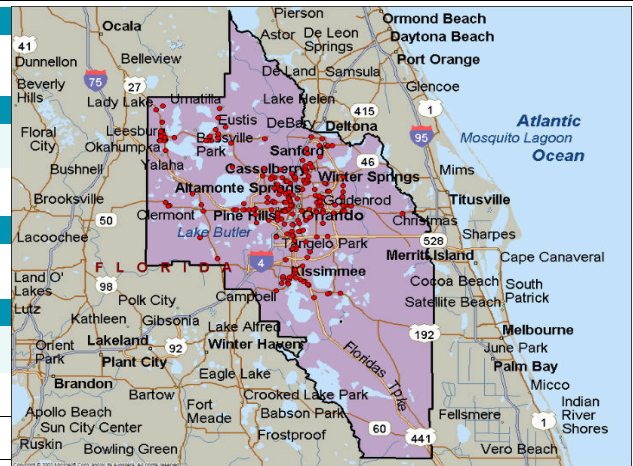 Pierson
Ormond Beach
Ocala
Astor
De Leon
Springs
Daytona Beach
41
Dunnellon
Belleview
Port Orange
75
27
De Land
Samsula
Beverly
Hills
Glencoe
Lady Lake
Umatilla
Lake Helen
415
1
Atlantic
Ocean
Eustis
DeBary
Deltona
Floral
City
Leesburg
Bassville
Park
95
Mosquito Lagoon
Okahumpka
Sanford
46
Bushnell
Yalaha
Casselberry
Winter Springs
Mims
Altamonte Springs
Brooksville
Goldenrod
Titusville
50
Clermont
Pine Hills
Orlando
Christmas
Lacoochee
Lake Butler
Tangelo Park
528
Sharpes
Merritt Island
Cape Canaveral
FLORIDA
4
Kissimmee
Land O'
Lakes
98
Cocoa Beach
South
Patrick
Polk City
Campbell
Satellite Beach
Lutz
Kathleen
Gibsonia
Lake Alfred
192
Melbourne
Orient
Park
Lakeland
92
Winter Haven
June Park
Plant City
Floridas Tpke
Palm Bay
Brandon
Eagle Lake
Micco
Bartow
Crooked Lake Park
Indian
River
Shores
Apollo Beach
Fort
Meade
Babson Park
Fellsmere
1
Sun City Center
60
Ruskin
Bowling Green
Frostproof
441
Vero Beach